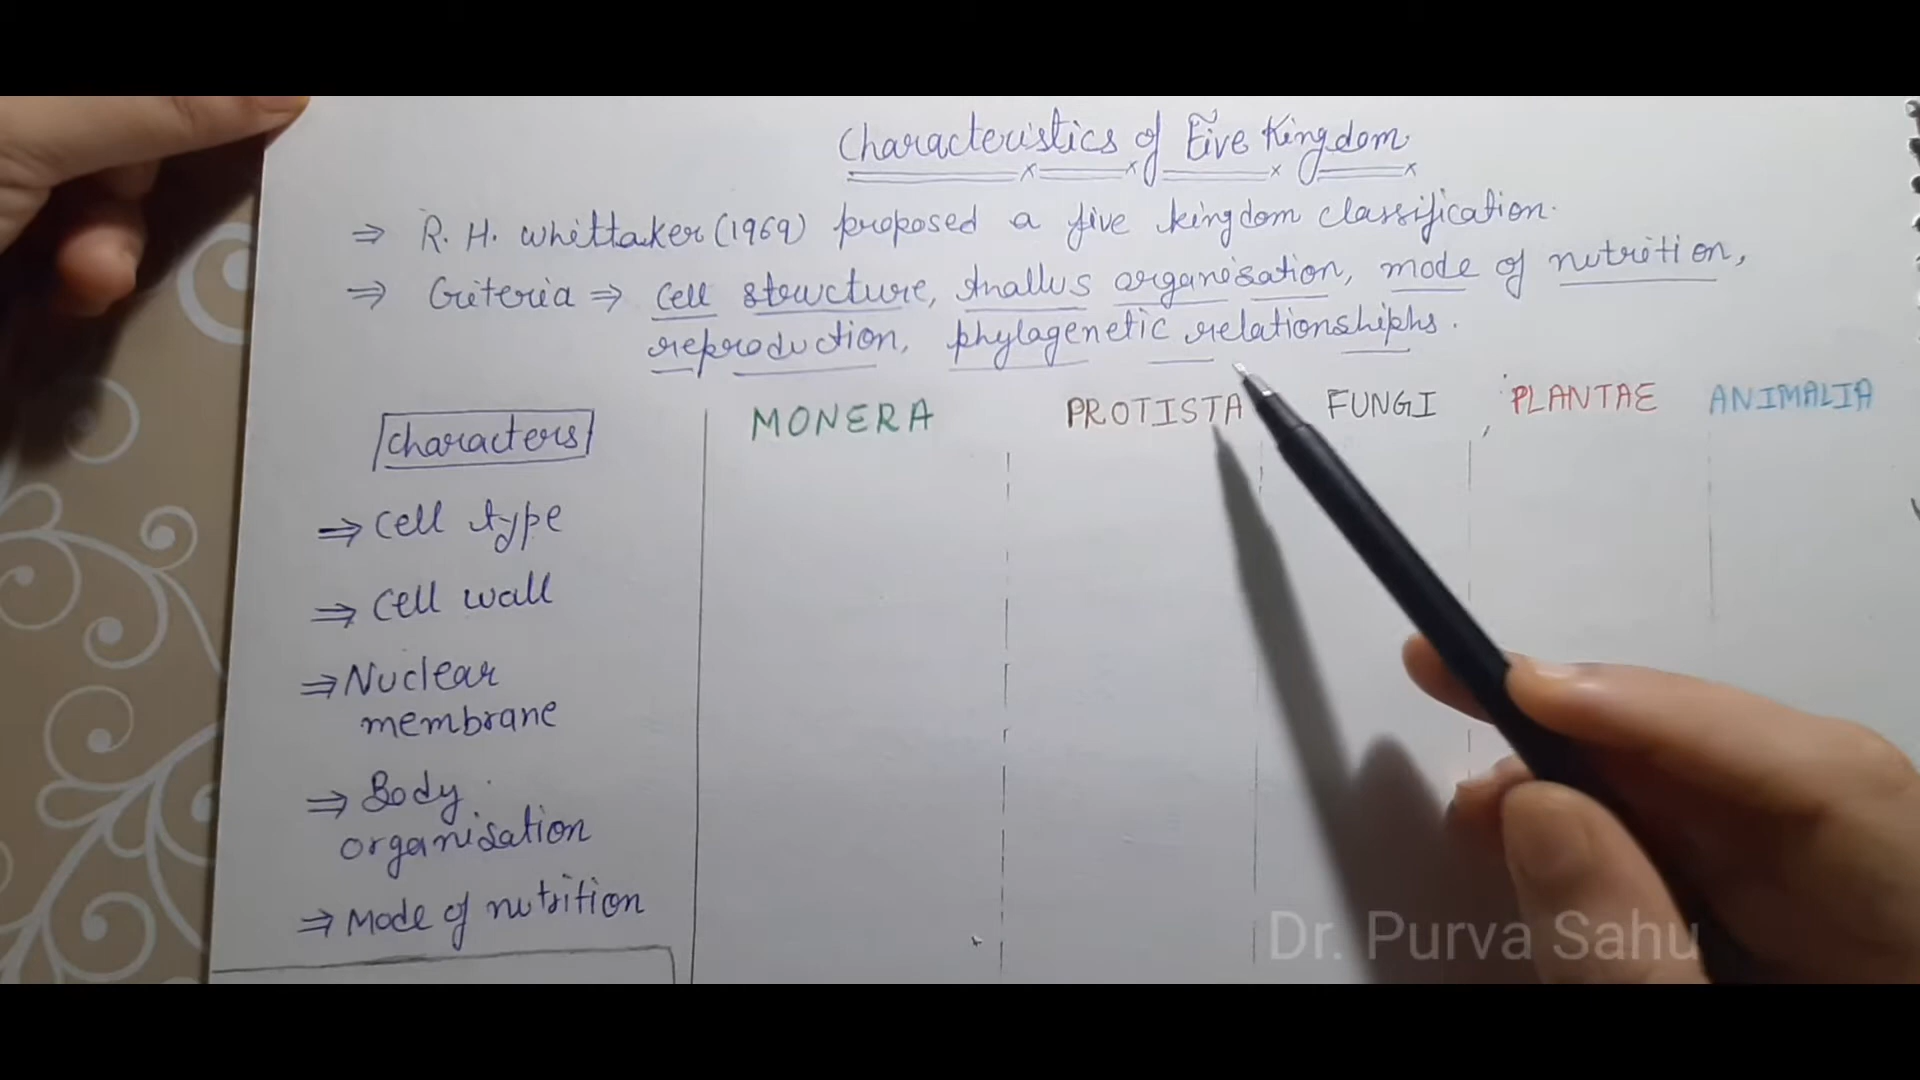 Characteristics of Five Kingdom
⇒ R. H. Whittaker (1969) proposed a five kingdom classification.
⇒ Criteria ⇒ Cell structure, thallus organisation, mode of nutrition,
reproduction, phylagenetic relationshiphs.
Characters MONERA PROTISTA FUNGI PLANTAE ANIMALIA
⇒ Cell type
⇒ Cell wall
⇒ Nuclear
membrane
⇒ Body
organisation
⇒ Mode of nutrition
Dr. Purva Sahu